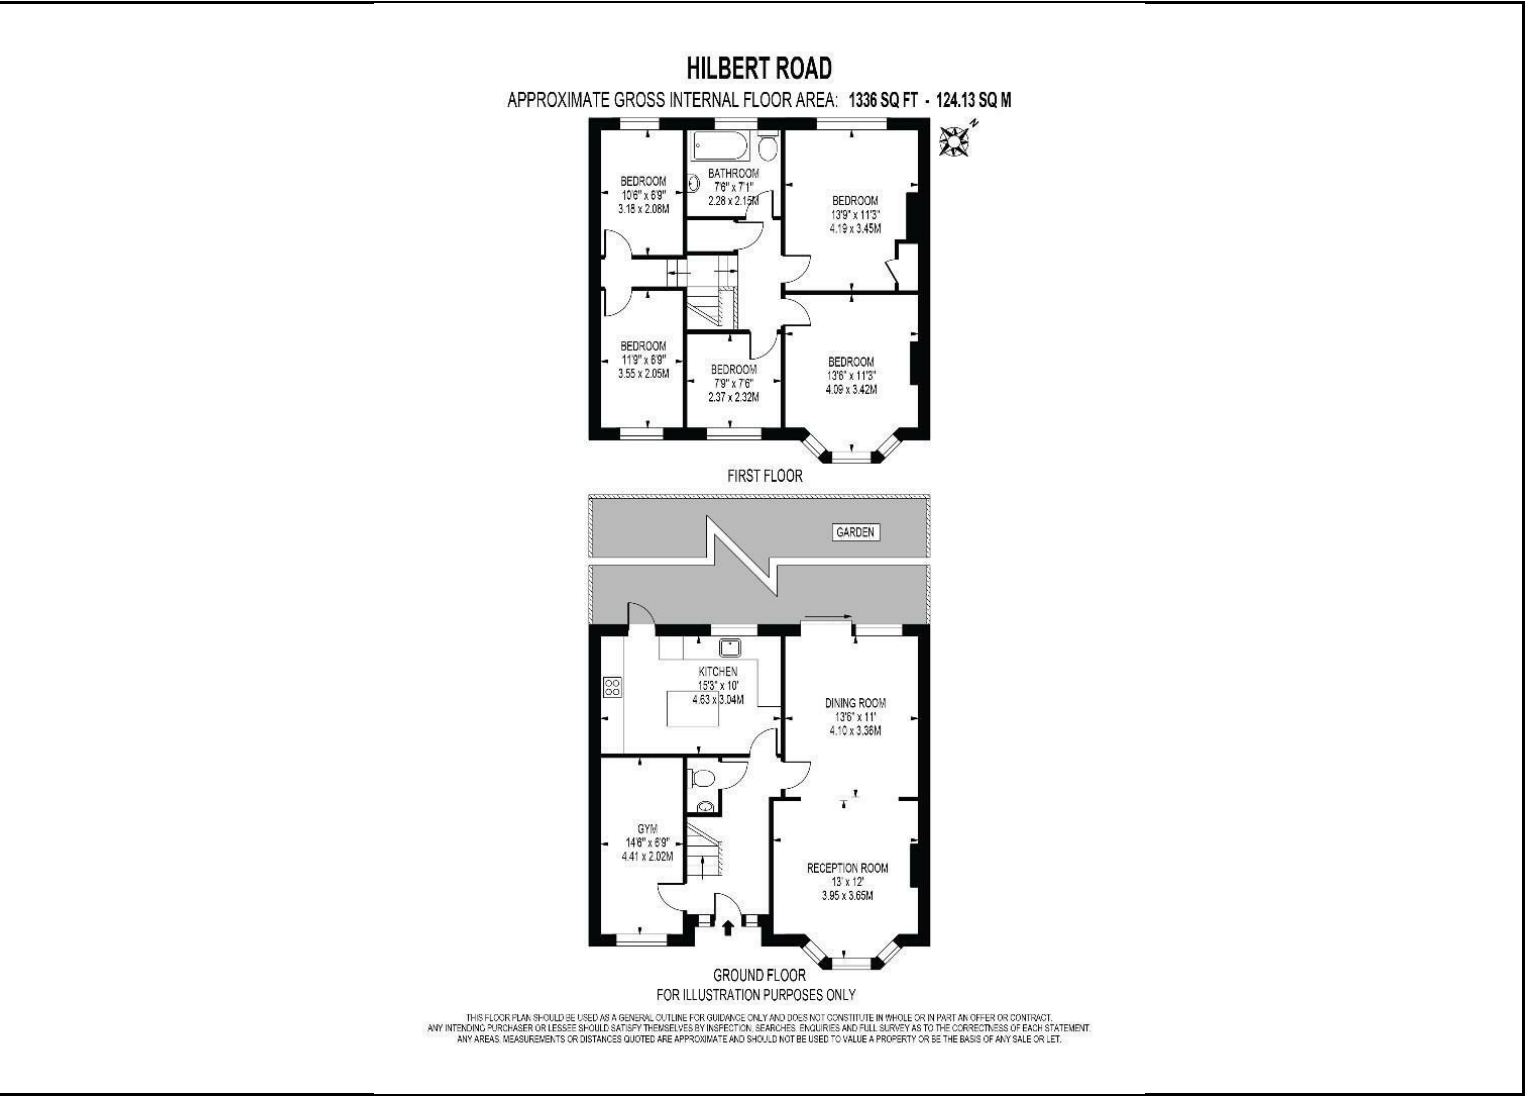 HILBERT ROAD
APPROXIMATE GROSS INTERNAL FLOOR AREA: 1336 SQ FT - 124.13 SQ M
N
BEDROOM
10'6" x 6'9"
3.18 x 2.06M
BATHROOM
7'6" x 7'1"
2.28 x 2.15M
BEDROOM
13'9" x 11'3"
4.19 x 3.45M
BEDROOM
11'9" x 6'9"
3.55 x 2.05M
BEDROOM
7'9" x 7'6"
2.37 x 2.32M
BEDROOM
13'6" x 11'3"
4.09 x 3.42M
FIRST FLOOR
GARDEN
KITCHEN
15'3" x 10'
4.63 x 3.04M
DINING ROOM
13'6" x 11'
4.10 x 3.36M
GYM
14'6" x 6'9"
4.41 x 2.02M
RECEPTION ROOM
13' x 12'
3.95 x 3.65M
GROUND FLOOR
FOR ILLUSTRATION PURPOSES ONLY
THIS FLOOR PLAN SHOULD BE USED AS A GENERAL OUTLINE FOR GUIDANCE ONLY AND DOES NOT CONSTITUTE IN WHOLE OR IN PART AN OFFER OR CONTRACT.
ANY INTENDING PURCHASER OR LESSEE SHOULD SATISFY THEMSELVES BY INSPECTION, SEARCHES, ENQUIRIES AND FULL SURVEY AS TO THE CORRECTNESS OF EACH STATEMENT.
ANY AREAS, MEASUREMENTS OR DISTANCES QUOTED ARE APPROXIMATE AND SHOULD NOT BE USED TO VALUE A PROPERTY OR BE THE BASIS OF ANY SALE OR LET.